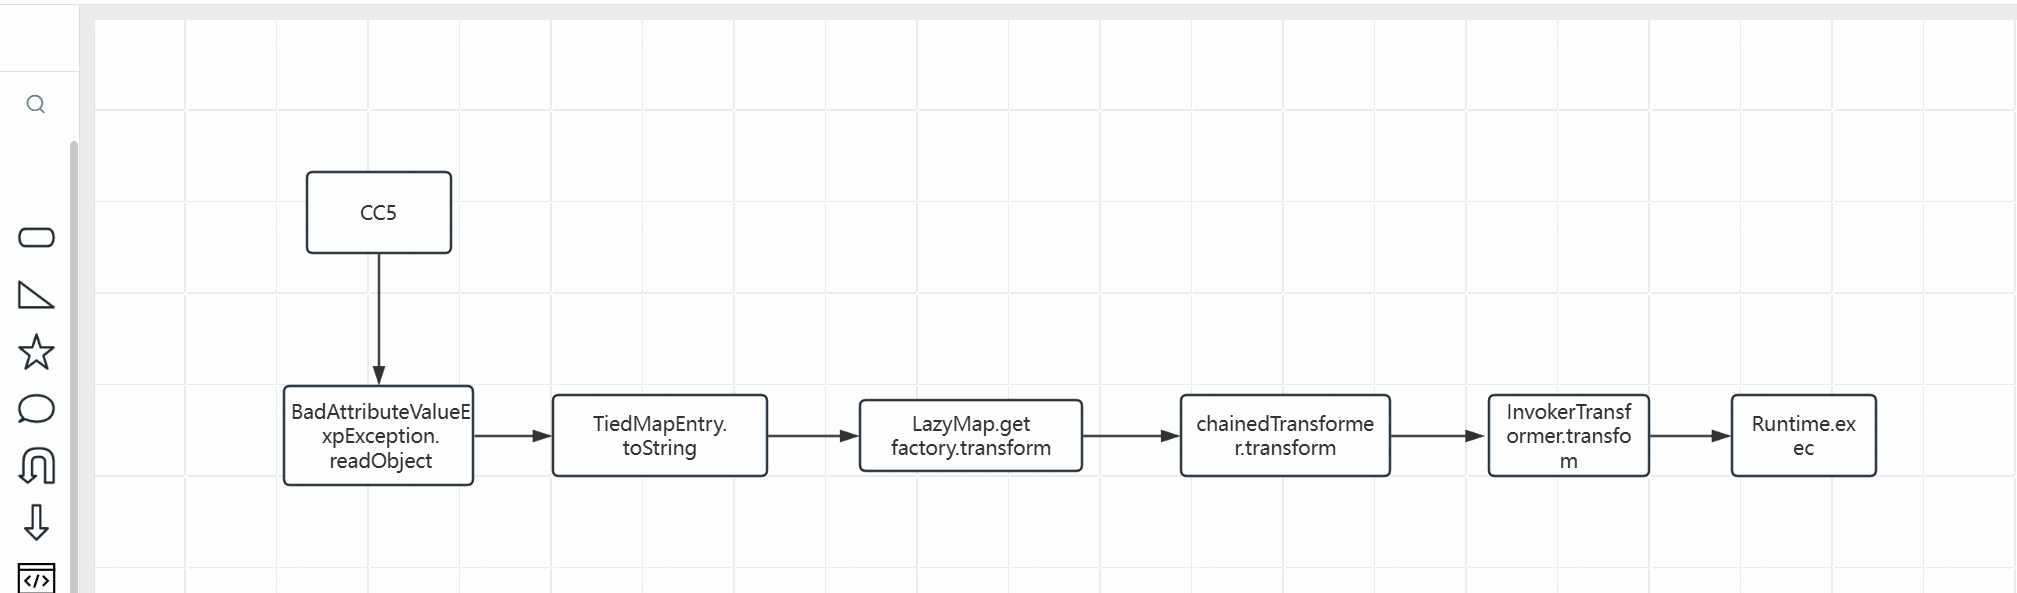 CC5
BadAttributeValueE
xpException.
readObject
TiedMapEntry.
toString
LazyMap.get
factory.transform
chainedTransforme
r.transform
InvokerTransf
ormer.transfo
m
Runtime.ex
ec